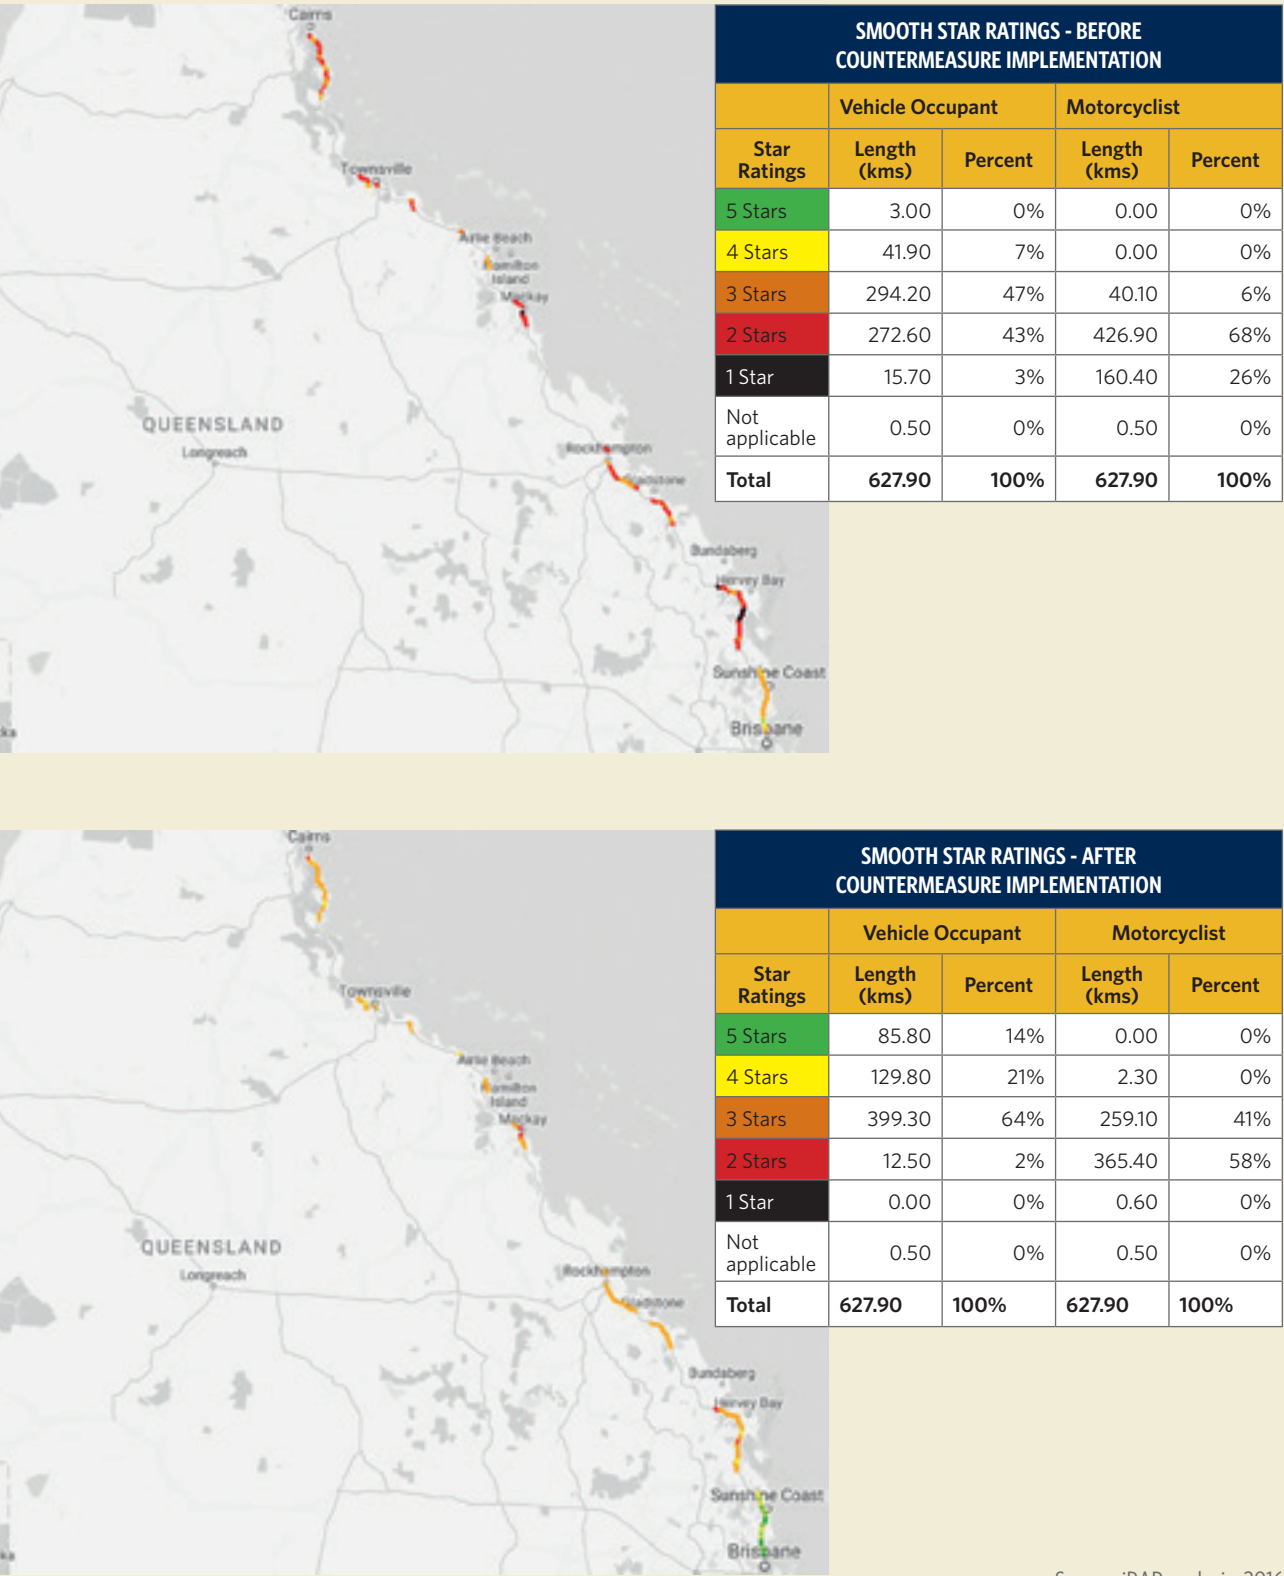 Cairns
Townsville
Airlie Beach
Hamilton
Island
Mackay
QUEENSLAND
Longreach
Rockhampton
Gladstone
Bundaberg
Hervey Bay
Sunshine Coast
Brisbane
SMOOTH STAR RATINGS - BEFORE
COUNTERMEASURE IMPLEMENTATION
Vehicle Occupant Motorcyclist
Star Ratings Length (kms) Percent Length (kms) Percent
5 Stars 3.00 0% 0.00 0%
4 Stars 41.90 7% 0.00 0%
3 Stars 294.20 47% 40.10 6%
2 Stars 272.60 43% 426.90 68%
1 Star 15.70 3% 160.40 26%
Not applicable 0.50 0% 0.50 0%
Total 627.90 100% 627.90 100%
Cairns
Townsville
Airlie Beach
Hamilton
Island
Mackay
QUEENSLAND
Longreach
Rockhampton
Gladstone
Bundaberg
Hervey Bay
Sunshine Coast
Brisbane
SMOOTH STAR RATINGS - AFTER
COUNTERMEASURE IMPLEMENTATION
Vehicle Occupant Motorcyclist
Star Ratings Length (kms) Percent Length (kms) Percent
5 Stars 85.80 14% 0.00 0%
4 Stars 129.80 21% 2.30 0%
3 Stars 399.30 64% 259.10 41%
2 Stars 12.50 2% 365.40 58%
1 Star 0.00 0% 0.60 0%
Not applicable 0.50 0% 0.50 0%
Total 627.90 100% 627.90 100%